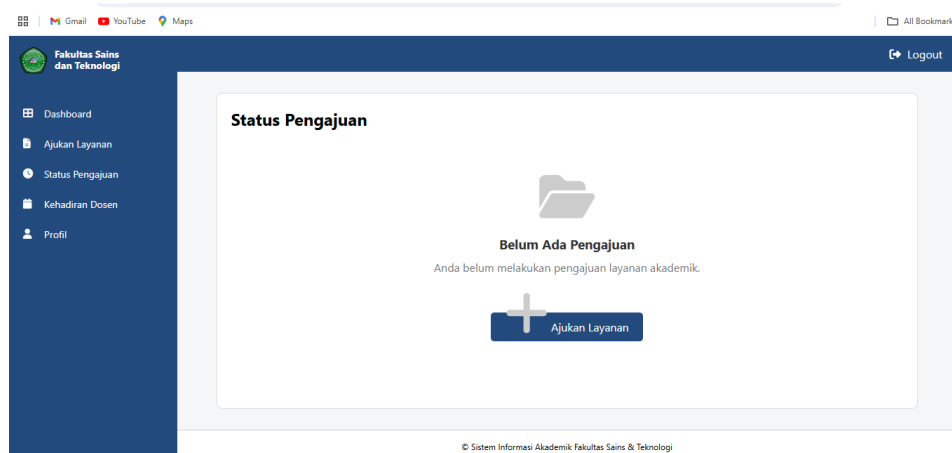 Gmail YouTube Maps All Bookmark
Fakultas Sains
dan Teknologi
Logout
Dashboard
Ajukan Layanan
Status Pengajuan
Kehadiran Dosen
Profil
Status Pengajuan
Belum Ada Pengajuan
Anda belum melakukan pengajuan layanan akademik.
Ajukan Layanan
© Sistem Informasi Akademik Fakultas Sains & Teknologi